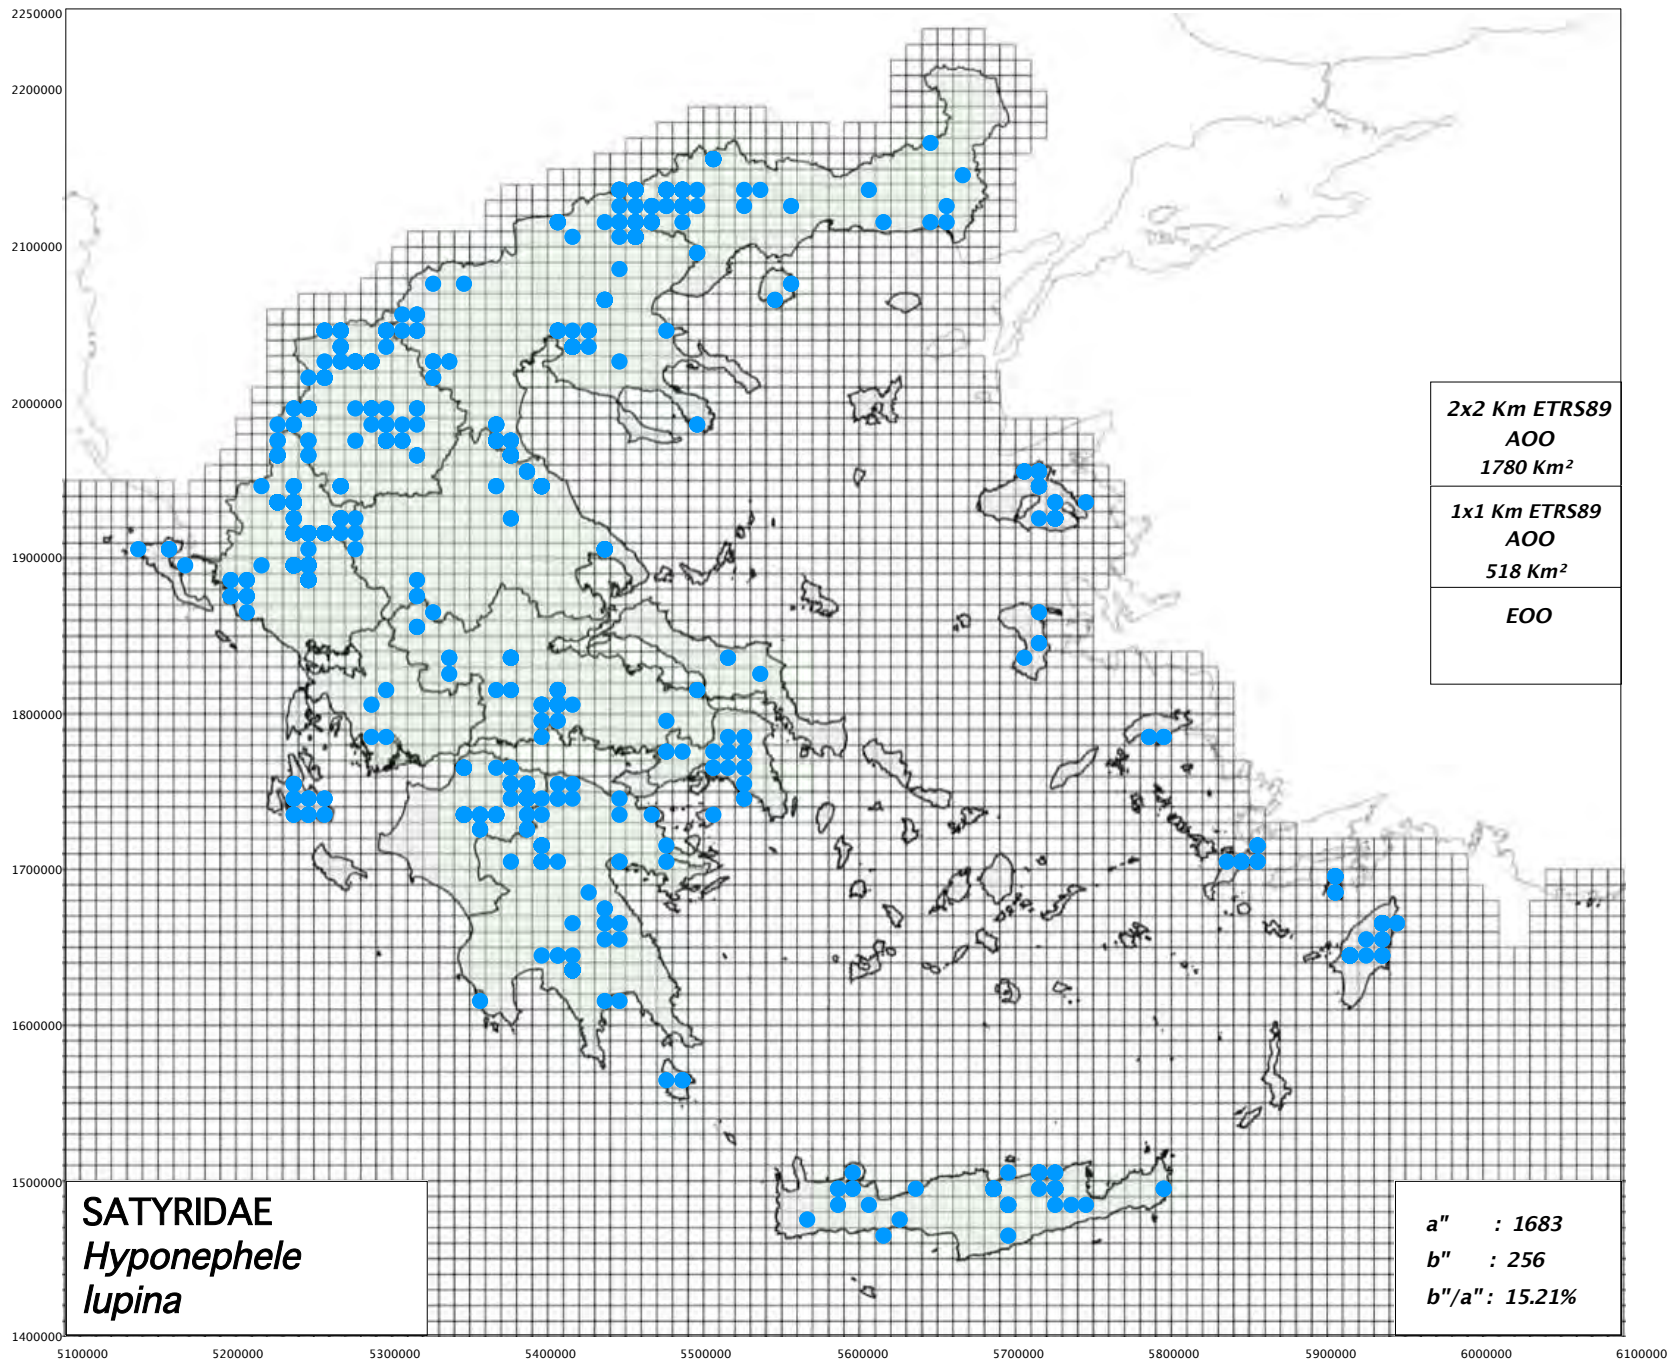 2250000
2200000
2100000
2000000
1900000
1800000
1700000
1600000
1500000
1400000
2x2 Km ETRS89
AOO
1780 Km²
1x1 Km ETRS89
AOO
518 Km²
EOO
SATYRIDAE
Hyponephele
lupina
a" : 1683
b" : 256
b"/a" : 15.21%
5100000 5200000 5300000 5400000 5500000 5600000 5700000 5800000 5900000 6000000 6100000